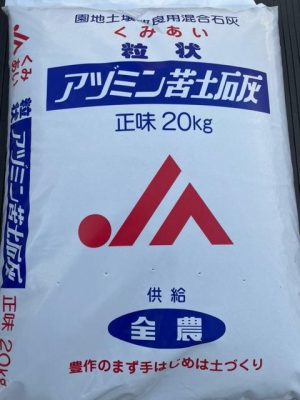 園地土壌改良用混合石灰
くみあい
粒状
アヅミン苦土石灰
正味20kg
JA
供給
全農
豊作のまず手はじめは土づくり
くみあい
粒状
アヅミン苦土石灰
正味20kg